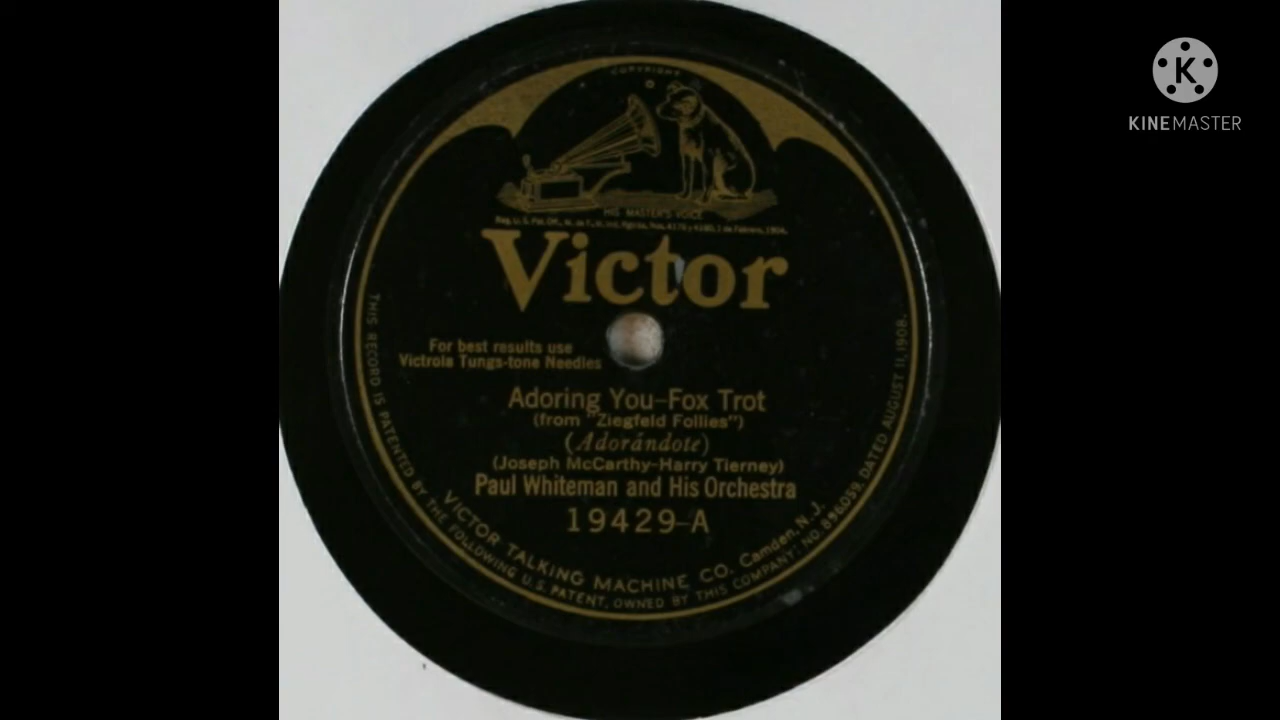 COPYRIGHT
HIS MASTER'S VOICE
Victor
For best results use
Victrola Tungs-tone Needles
Adoring You–Fox Trot
(from "Ziegfeld Follies")
(Adorándote)
(Joseph McCarthy–Harry Tierney)
Paul Whiteman and His Orchestra
19429–A
VICTOR TALKING MACHINE CO. Camden, N.J.
THIS RECORD IS PATENTED BY THE FOLLOWING U.S. PATENT, OWNED BY THIS COMPANY: NO. 896059, DATED AUGUST 11, 1908.
K
KINEMASTER